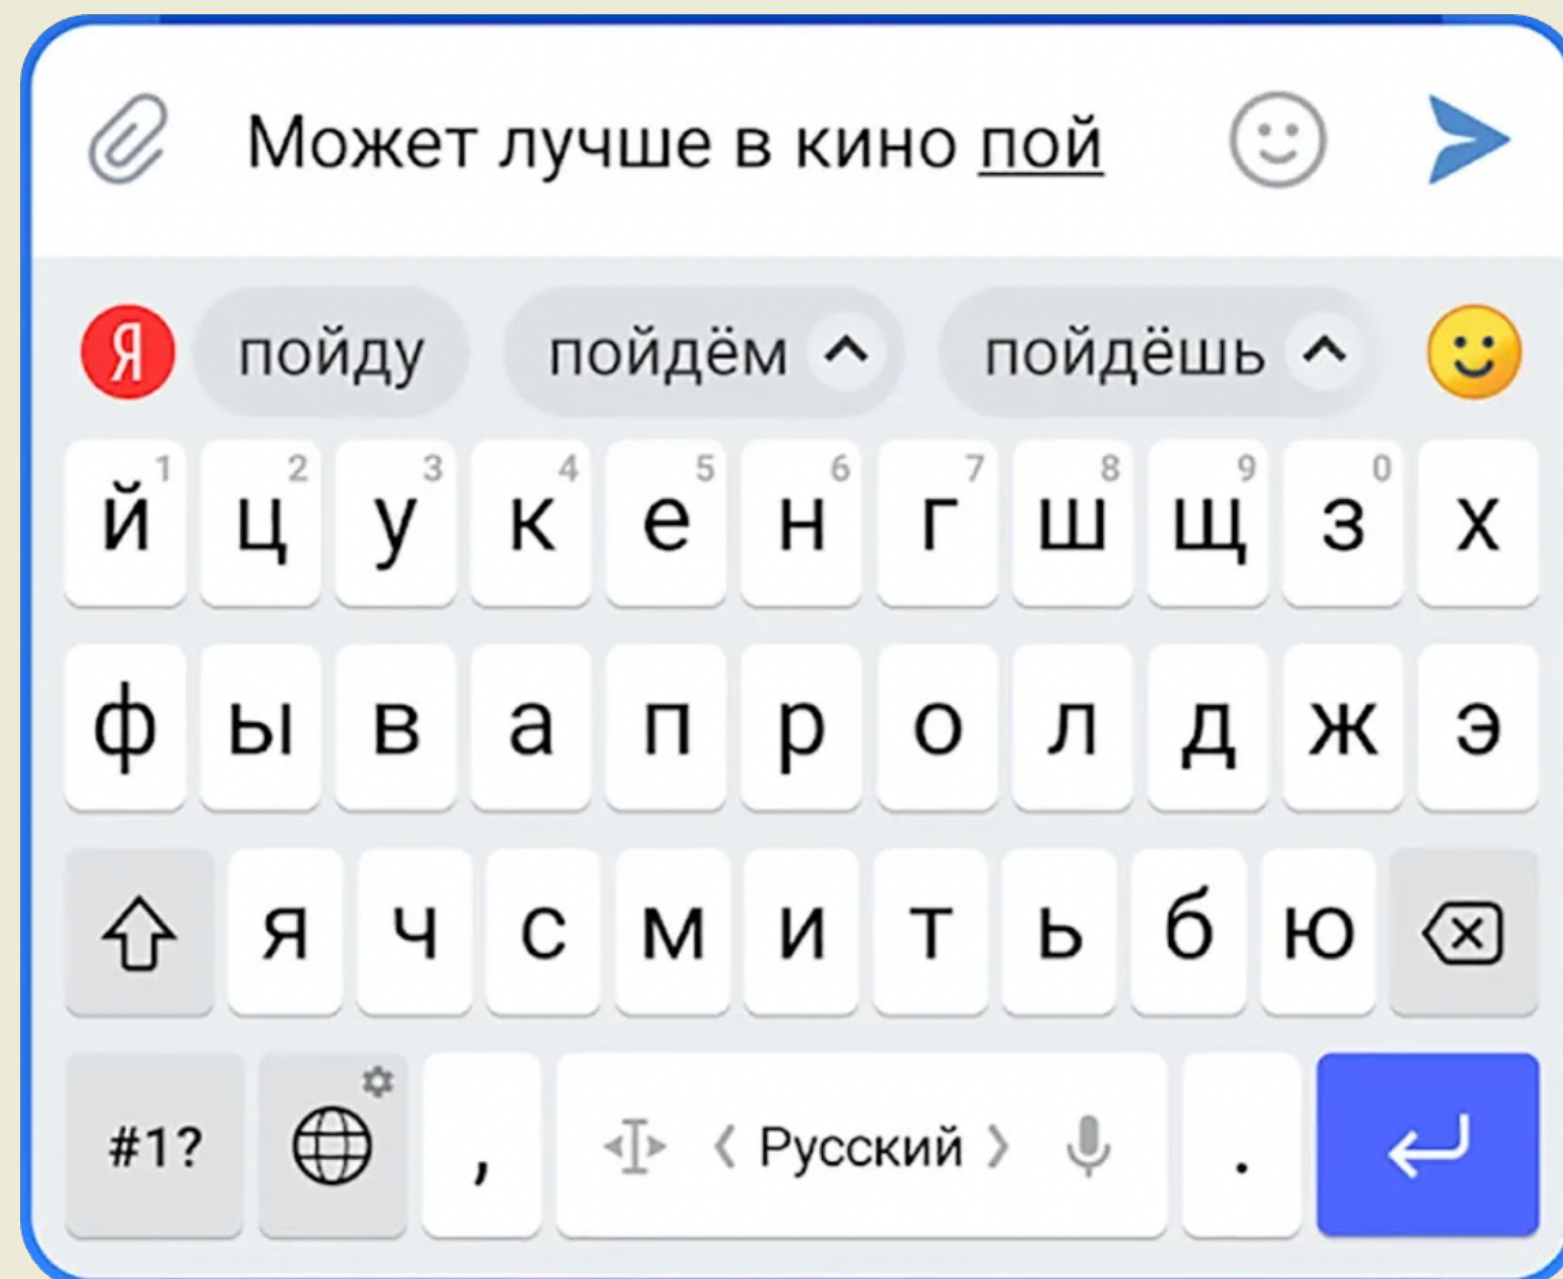 Может лучше в кино пой
Я пойду пойдём пойдёшь
1 2 3 4 5 6 7 8 9 0
й ц у к е н г ш щ з х
ф ы в а п р о л д ж э
я ч с м и т ь б ю
#1? , Русский .